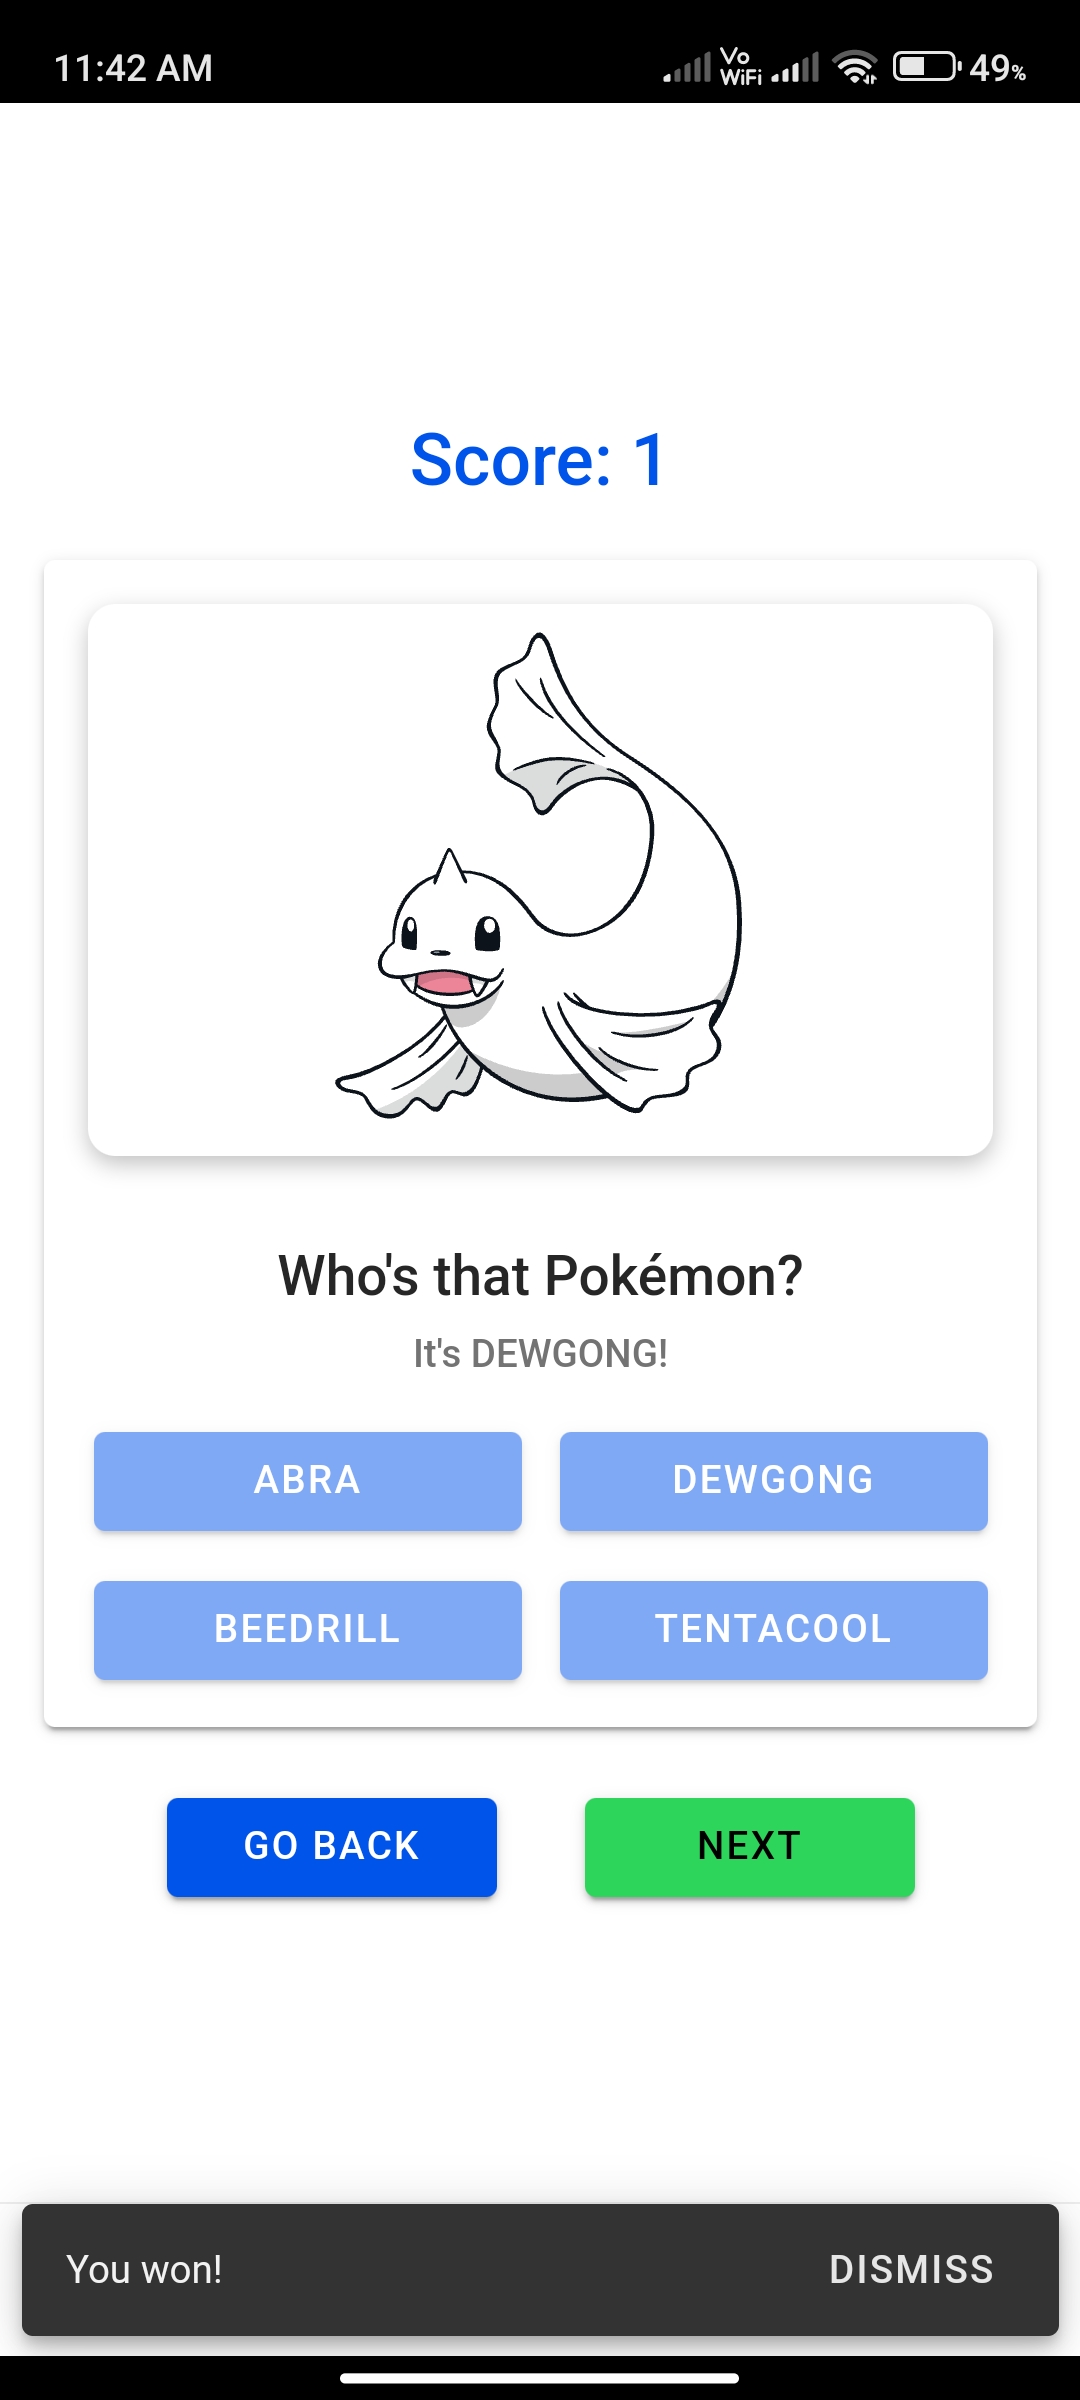 11:42 AM
Vo
WiFi
49%
Score: 1
Who's that Pokémon?
It's DEWGONG!
ABRA
DEWGONG
BEEDRILL
TENTACOOL
GO BACK
NEXT
You won!
DISMISS